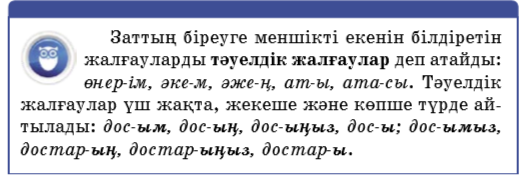 Заттың біреуге меншікті екенін білдіретін
жалғауларды тәуелдік жалғаулар деп атайды:
өнер-ім, әке-м, әже-ң, ат-ы, ата-сы. Тәуелдік
жалғаулар үш жақта, жекеше және көпше түрде ай-
тылады: дос-ым, дос-ың, дос-ыңыз, дос-ы; дос-ымыз,
достар-ың, достар-ыңыз, достар-ы.